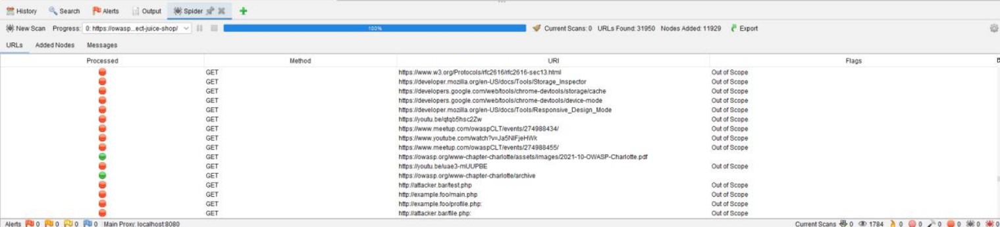 History Search Alerts Output Spider
New Scan Progress: 0: https://owasp...ect-juice-shop/ 100% Current Scans: 0 URLs Found: 31950 Nodes Added: 11929 Export
URLs Added Nodes Messages
Processed Method URI Flags
GET https://www.w3.org/Protocols/rfc2616/rfc2616-sec13.html Out of Scope
GET https://developer.mozilla.org/en-US/docs/Tools/Storage_Inspector Out of Scope
GET https://developers.google.com/web/tools/chrome-devtools/storage/cache Out of Scope
GET https://developers.google.com/web/tools/chrome-devtools/device-mode Out of Scope
GET https://developer.mozilla.org/en-US/docs/Tools/Responsive_Design_Mode Out of Scope
GET https://youtu.be/qtqb5hsc2Zw Out of Scope
GET https://www.meetup.com/owaspCLT/events/274988434/ Out of Scope
GET https://www.youtube.com/watch?v=Ja5NlFjeHWk Out of Scope
GET https://www.meetup.com/owaspCLT/events/274988455/ Out of Scope
GET https://owasp.org/www-chapter-charlotte/assets/images/2021-10-OWASP-Charlotte.pdf
GET https://youtu.be/uae3-mUUPBE Out of Scope
GET https://owasp.org/www-chapter-charlotte/archive
GET http://attacker.bar/test.php Out of Scope
GET http://example.foo/main.php Out of Scope
GET http://example.foo/profile.php: Out of Scope
GET http://attacker.bar/file.php: Out of Scope
Alerts 0 0 0 0 Main Proxy: localhost:8080 Current Scans 0 1784 0 0 0 0 0 0